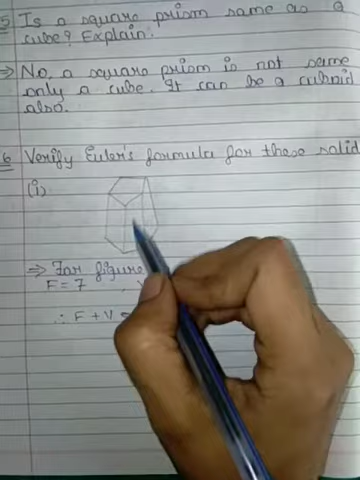 5 Is a square prism same as a
cube? Explain.
⇒ No, a square prism is not same
only a cube. It can be a cuboid
also.
6 Verify Euler's formula for these solid
(i)
⇒ For figure
F = 7 , V
∴ F + V =